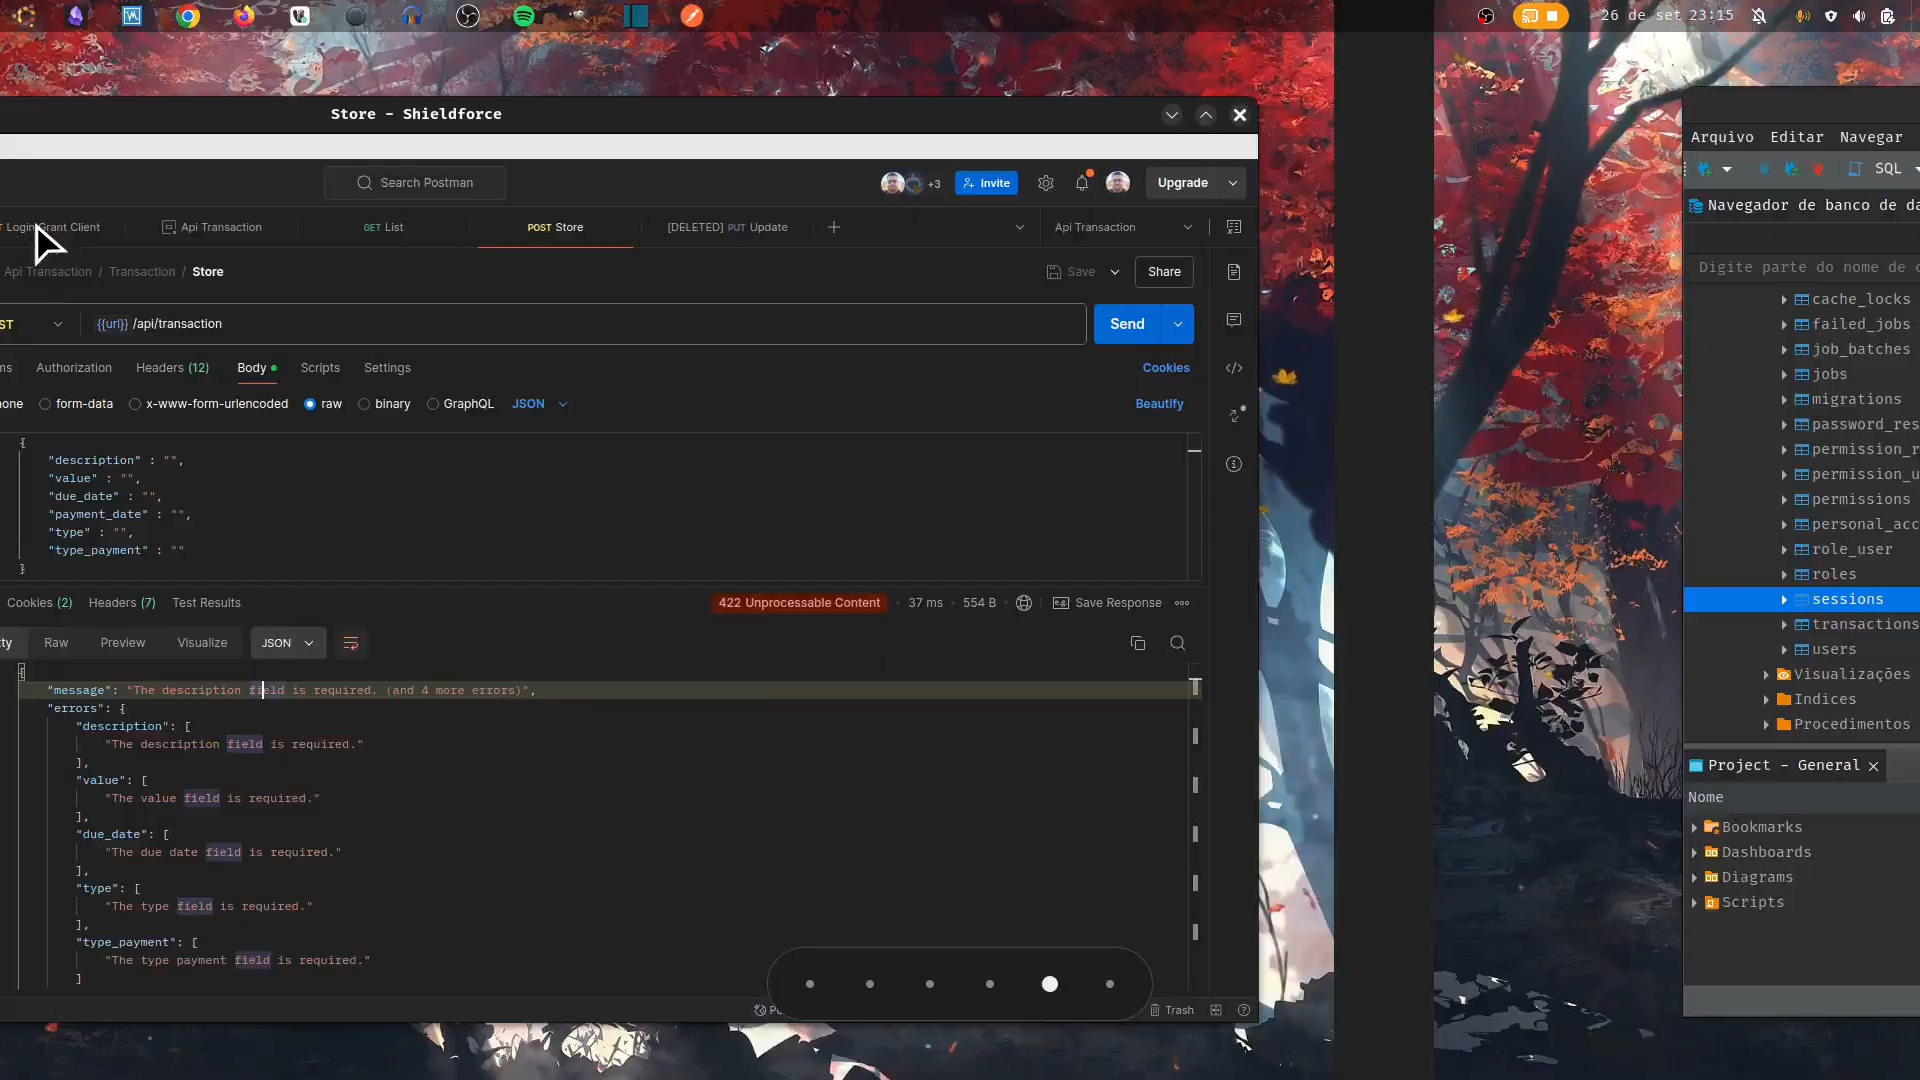 26 de set 23:15
Store - Shieldforce
Search Postman
+3
Invite
Upgrade
T Login Grant Client
Api Transaction
GET List
POST Store
[DELETED] PUT Update
Api Transaction
Api Transaction / Transaction / Store
Save
Share
ST
{{url}} /api/transaction
Send
ms
Authorization
Headers (12)
Body
Scripts
Settings
Cookies
none
form-data
x-www-form-urlencoded
raw
binary
GraphQL
JSON
Beautify
{
"description" : "",
"value" : "",
"due_date" : "",
"payment_date" : "",
"type" : "",
"type_payment" : ""
}
Cookies (2)
Headers (7)
Test Results
422 Unprocessable Content
37 ms
554 B
e.g.
Save Response
tty
Raw
Preview
Visualize
JSON
{
"message": "The description field is required. (and 4 more errors)",
"errors": {
"description": [
"The description field is required."
],
"value": [
"The value field is required."
],
"due_date": [
"The due date field is required."
],
"type": [
"The type field is required."
],
"type_payment": [
"The type payment field is required."
]
Po
Trash
Arquivo Editar Navegar
SQL
Navegador de banco de da
Digite parte do nome de
cache_locks
failed_jobs
job_batches
jobs
migrations
password_res
permission_r
permission_u
permissions
personal_acc
role_user
roles
sessions
transactions
users
Visualizações
Indices
Procedimentos
Project - General
Nome
Bookmarks
Dashboards
Diagrams
Scripts